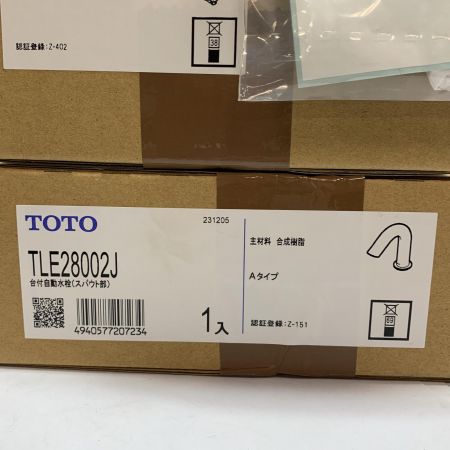 認証登録:Z-402
38
TOTO
231205
TLE28002J
台付自動水栓(スパウト部)
主材料 合成樹脂
Aタイプ
4940577207234
1入
認証登録:Z-151